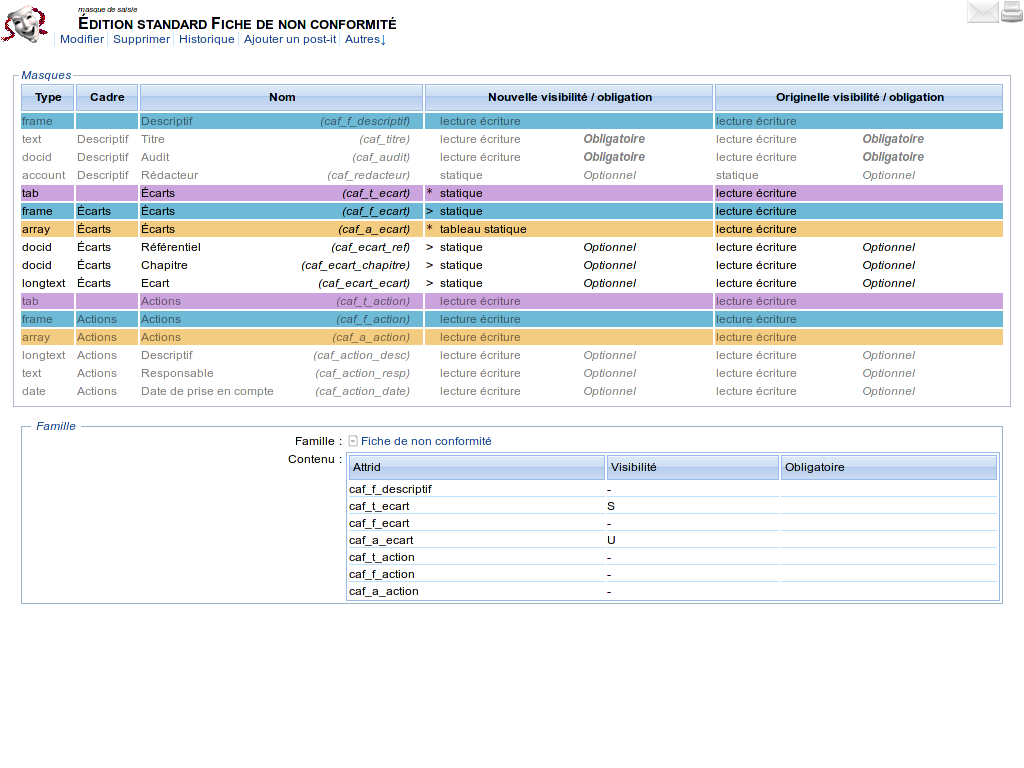 masque de saisie
Édition standard Fiche de non conformité
Modifier Supprimer Historique Ajouter un post-it Autres↓
Masques
Type Cadre Nom Nouvelle visibilité / obligation Originelle visibilité / obligation
frame Descriptif (caf_f_descriptif) lecture écriture lecture écriture
text Descriptif Titre (caf_titre) lecture écriture Obligatoire lecture écriture Obligatoire
docid Descriptif Audit (caf_audit) lecture écriture Obligatoire lecture écriture Obligatoire
account Descriptif Rédacteur (caf_redacteur) statique Optionnel statique Optionnel
tab Écarts (caf_t_ecart) * statique lecture écriture
frame Écarts Écarts (caf_f_ecart) > statique lecture écriture
array Écarts Écarts (caf_a_ecart) * tableau statique lecture écriture
docid Écarts Référentiel (caf_ecart_ref) > statique Optionnel lecture écriture Optionnel
docid Écarts Chapitre (caf_ecart_chapitre) > statique Optionnel lecture écriture Optionnel
longtext Écarts Ecart (caf_ecart_ecart) > statique Optionnel lecture écriture Optionnel
tab Actions (caf_t_action) lecture écriture lecture écriture
frame Actions Actions (caf_f_action) lecture écriture lecture écriture
array Actions Actions (caf_a_action) lecture écriture lecture écriture
longtext Actions Descriptif (caf_action_desc) lecture écriture Optionnel lecture écriture Optionnel
text Actions Responsable (caf_action_resp) lecture écriture Optionnel lecture écriture Optionnel
date Actions Date de prise en compte (caf_action_date) lecture écriture Optionnel lecture écriture Optionnel
Famille
Famille : Fiche de non conformité
Contenu :
Attrid Visibilité Obligatoire
caf_f_descriptif -
caf_t_ecart S
caf_f_ecart -
caf_a_ecart U
caf_t_action -
caf_f_action -
caf_a_action -